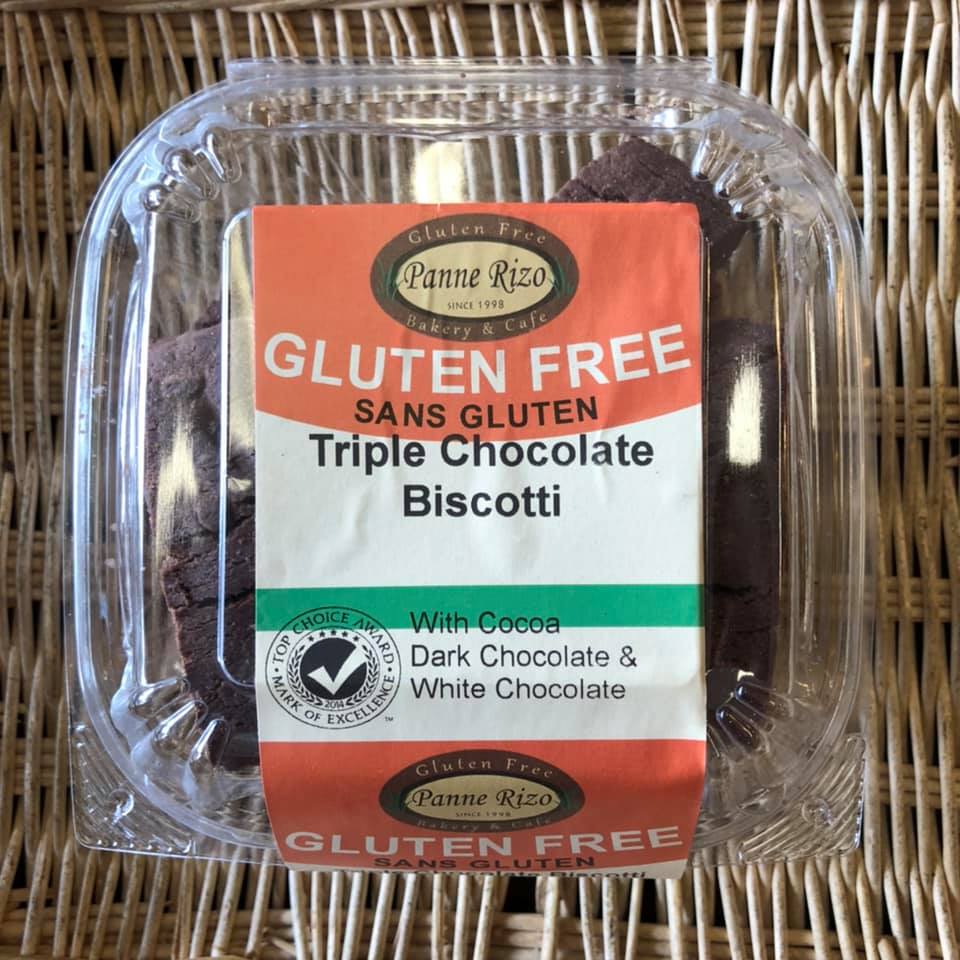 Gluten Free
Panne Rizo
SINCE 1998
Bakery & Cafe
GLUTEN FREE
SANS GLUTEN
Triple Chocolate
Biscotti
TOP CHOICE AWARD
2014
MARK OF EXCELLENCE
TM
With Cocoa
Dark Chocolate &
White Chocolate
Gluten Free
Panne Rizo
SINCE 1998
Bakery & Cafe
GLUTEN FREE
SANS GLUTEN
Biscotti